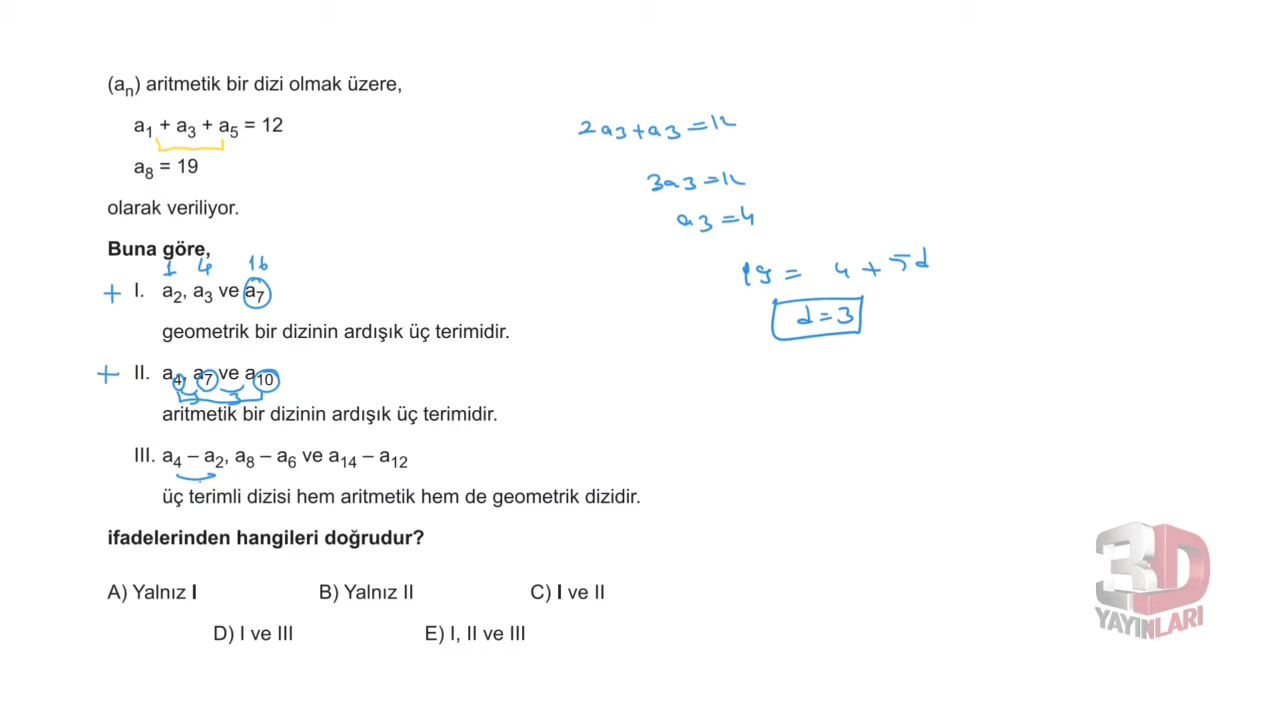 (aₙ) aritmetik bir dizi olmak üzere,
a₁ + a₃ + a₅ = 12
a₈ = 19
olarak veriliyor.
Buna göre,
1 4 16
+ I. a₂, a₃ ve a₇
geometrik bir dizinin ardışık üç terimidir.
+ II. a₄, a₇ ve a₁₀
3 3
aritmetik bir dizinin ardışık üç terimidir.
III. a₄ – a₂, a₈ – a₆ ve a₁₄ – a₁₂
üç terimli dizisi hem aritmetik hem de geometrik dizidir.
ifadelerinden hangileri doğrudur?
A) Yalnız I B) Yalnız II C) I ve II
D) I ve III E) I, II ve III
2a3+a3=12
3a3=12
a3=4
19 = 4+5d
d=3
3D
YAYINLARI